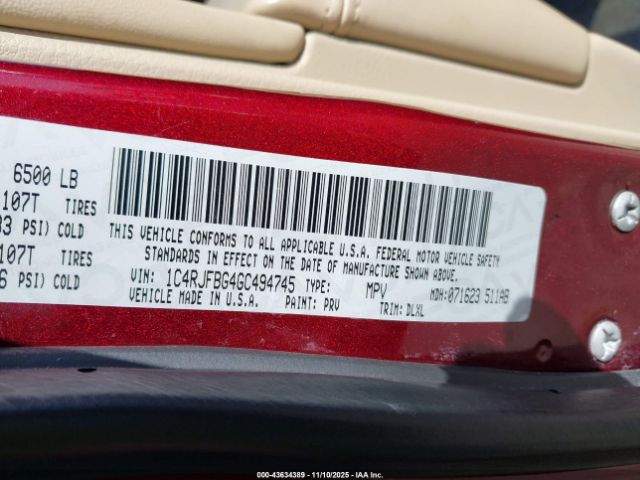 6500 LB
107T TIRES
33 PSI) COLD
107T TIRES
6 PSI) COLD
THIS VEHICLE CONFORMS TO ALL APPLICABLE U.S.A. FEDERAL MOTOR VEHICLE SAFETY
STANDARDS IN EFFECT ON THE DATE OF MANUFACTURE SHOWN ABOVE.
VIN: 1C4RJFBG4GC494745 TYPE: MPV MDH:071623 511AB
VEHICLE MADE IN U.S.A. PAINT: PRV TRIM: DLXL
000-43634389 - 11/10/2025 - IAA, Inc.